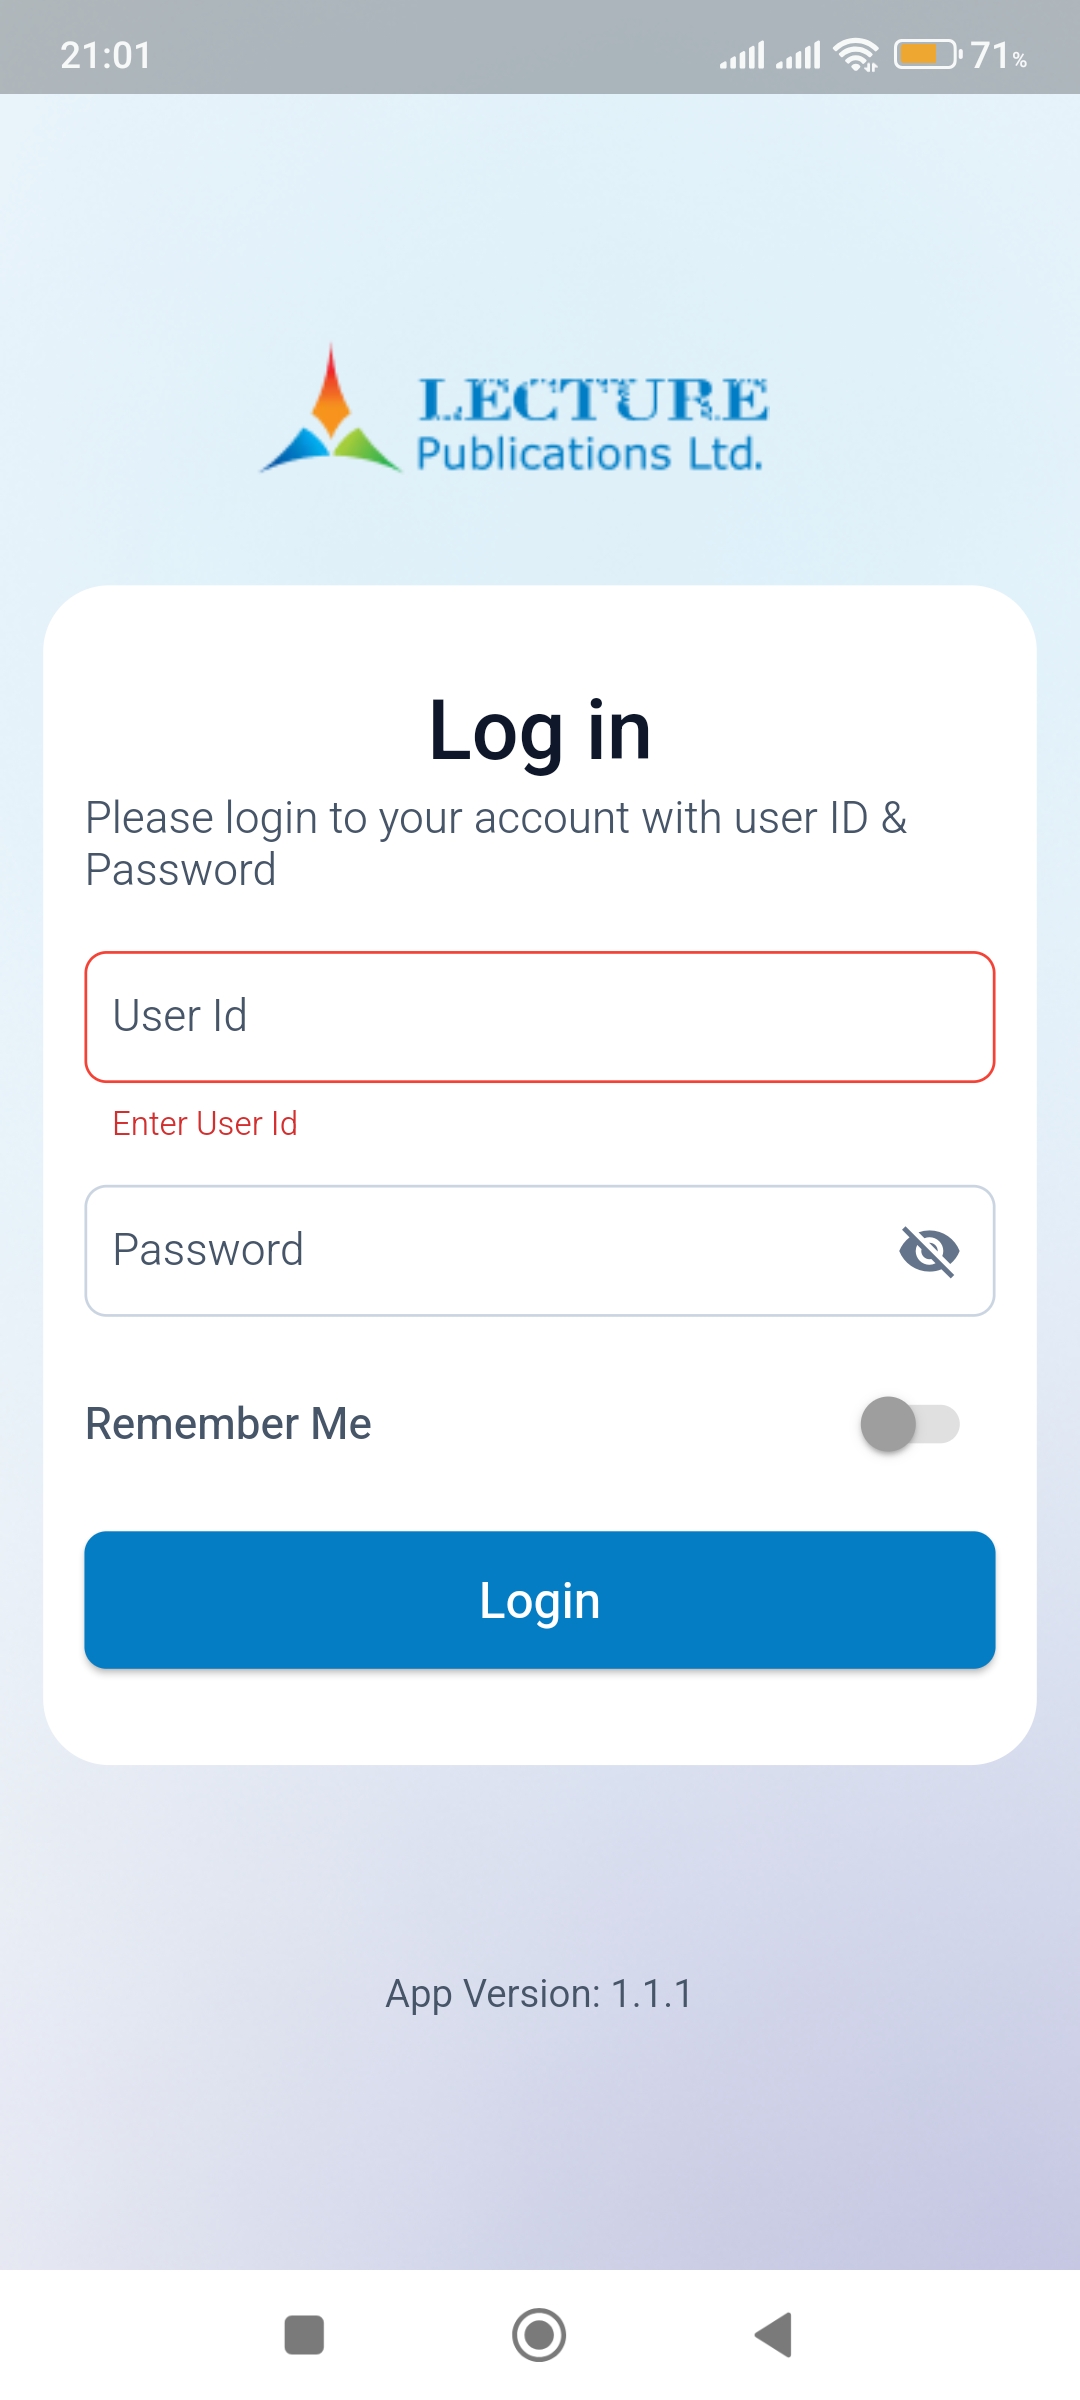 21:01
71%
LECTURE
Publications Ltd.
Log in
Please login to your account with user ID &
Password
User Id
Enter User Id
Password
Remember Me
Login
App Version: 1.1.1